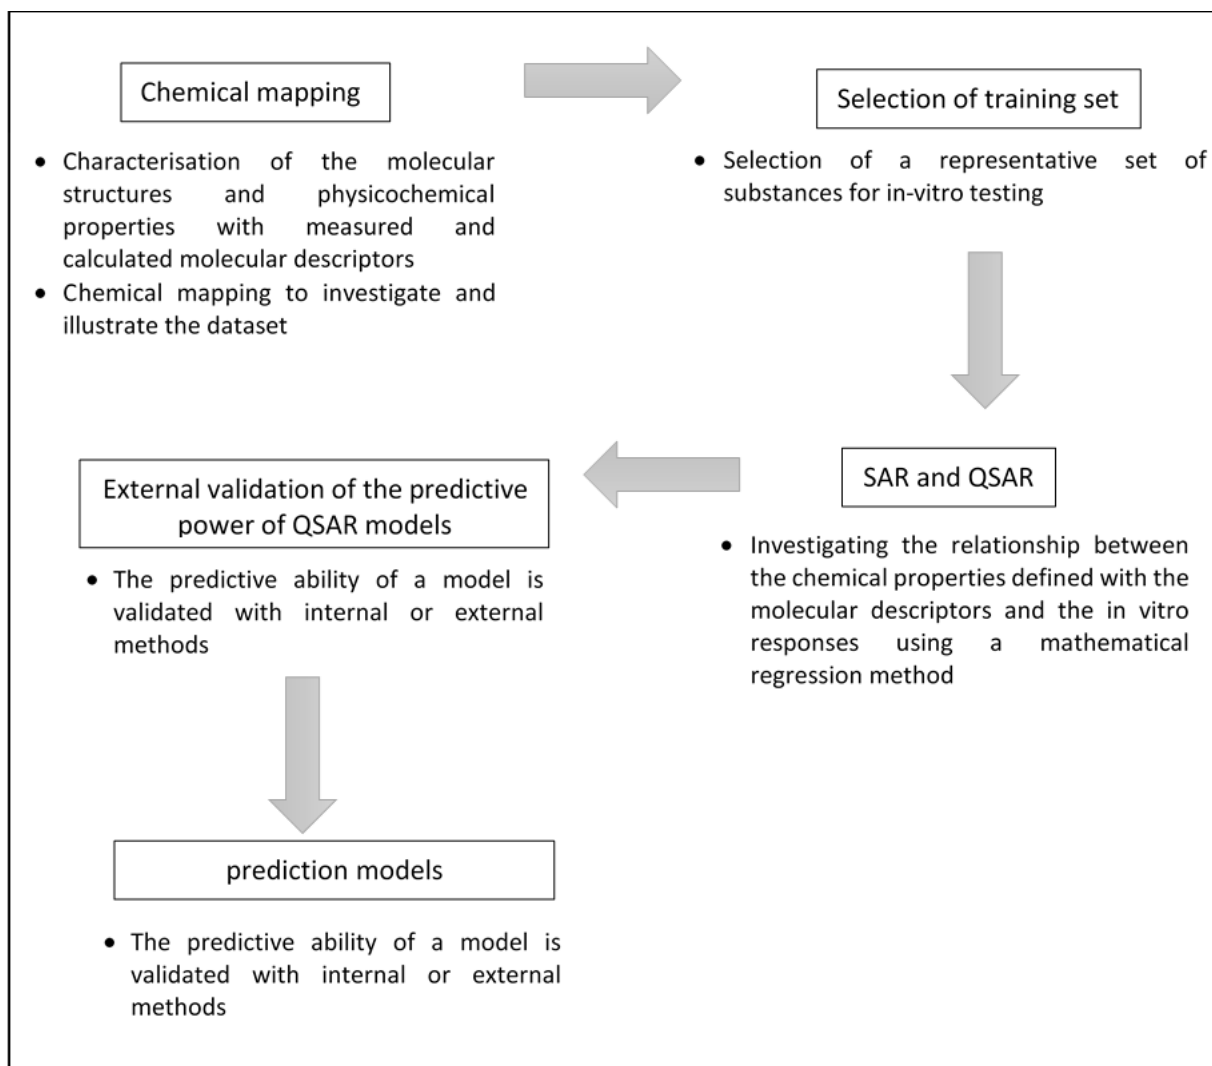 Chemical mapping
• Characterisation of the molecular
structures and physicochemical
properties with measured and
calculated molecular descriptors
• Chemical mapping to investigate and
illustrate the dataset
Selection of training set
• Selection of a representative set of
substances for in-vitro testing
SAR and QSAR
• Investigating the relationship between
the chemical properties defined with the
molecular descriptors and the in vitro
responses using a mathematical
regression method
External validation of the predictive
power of QSAR models
• The predictive ability of a model is
validated with internal or external
methods
prediction models
• The predictive ability of a model is
validated with internal or external
methods